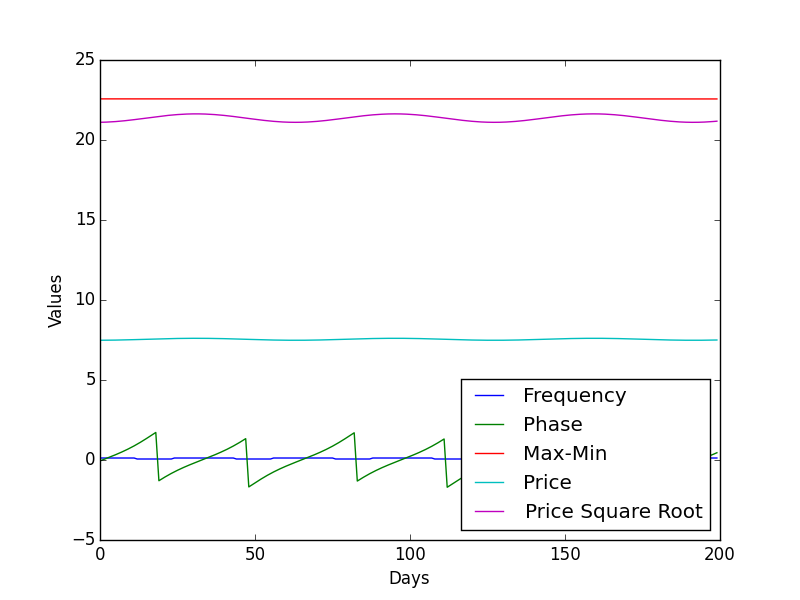 25
20
15
10
5
0
−5
Values
Frequency
Phase
Max-Min
Price
Price Square Root
0 50 100 150 200
Days